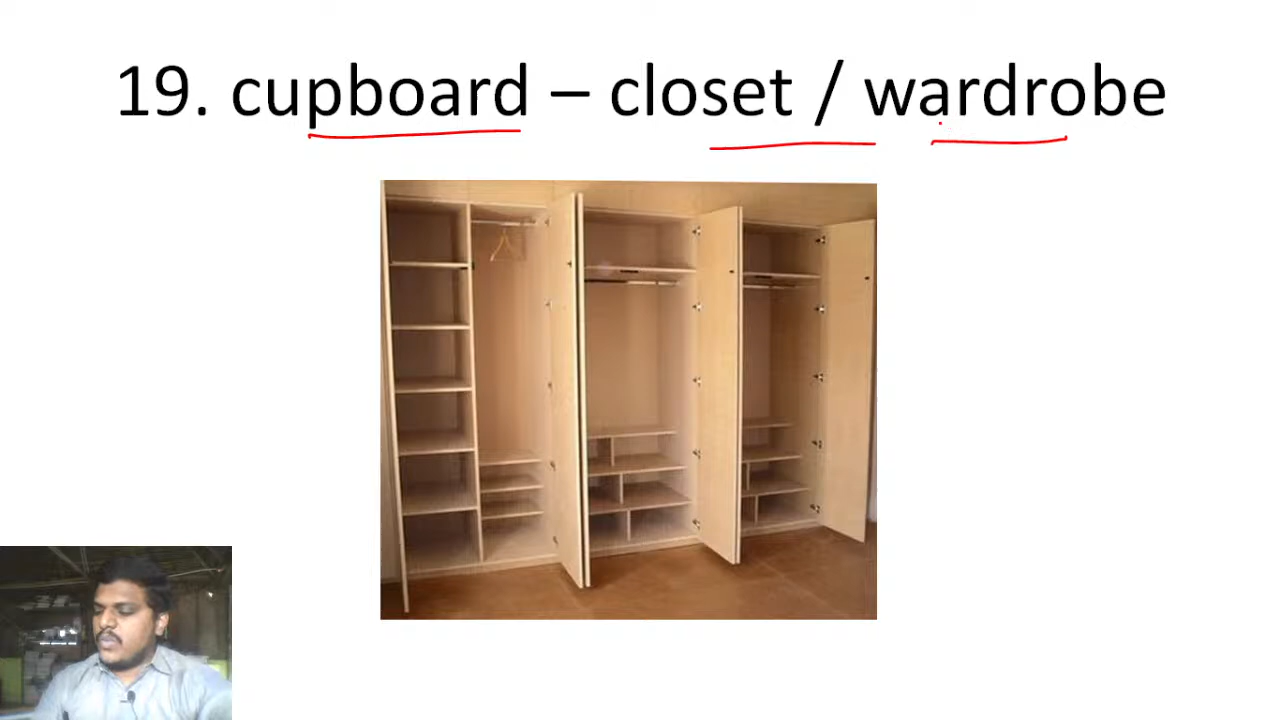 19. cupboard – closet / wardrobe